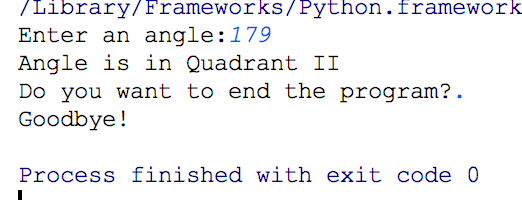 /Library/Frameworks/Python.framework
Enter an angle:179
Angle is in Quadrant II
Do you want to end the program?.
Goodbye!
Process finished with exit code 0